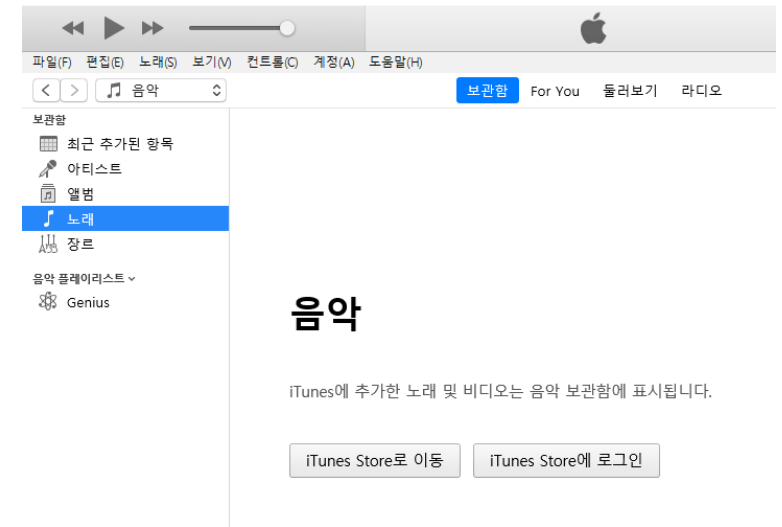 파일(F) 편집(E) 노래(S) 보기(V) 컨트롤(C) 계정(A) 도움말(H)
음악
보관함 For You 둘러보기 라디오
보관함
최근 추가된 항목
아티스트
앨범
노래
장르
음악 플레이리스트
Genius
음악
iTunes에 추가한 노래 및 비디오는 음악 보관함에 표시됩니다.
iTunes Store로 이동 iTunes Store에 로그인